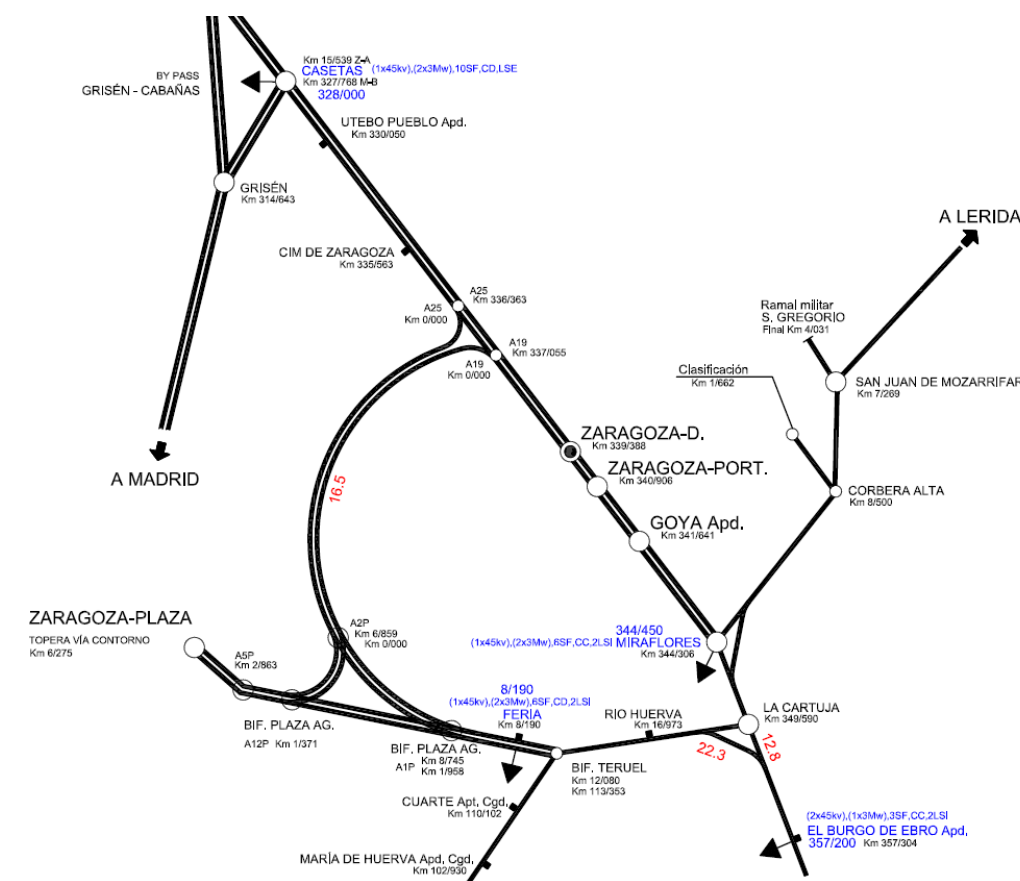 Km 15/539 Z-A
CASETAS (1x45kv),(2x3Mw),10SF,CD,LSE
Km 327/768 M-B
328/000
BY PASS
GRISÉN - CABAÑAS
UTEBO PUEBLO Apd.
Km 330/050
GRISÉN
Km 314/643
A LERIDA
CIM DE ZARAGOZA
Km 335/563
A25
Km 336/363
A25
Km 0/000
Ramal militar
S. GREGORIO
Final Km 4/031
A19
Km 337/055
A19
Km 0/000
Clasificación
Km 1/662
SAN JUAN DE MOZARRIFAR
Km 7/269
ZARAGOZA-D.
Km 339/388
A MADRID
ZARAGOZA-PORT.
Km 340/906
16.5
CORBERA ALTA
Km 8/500
GOYA Apd.
Km 341/641
ZARAGOZA-PLAZA
TOPERA VÍA CONTORNO
Km 6/275
A2P
Km 6/859
Km 0/000
344/450
(1x45kv),(2x3Mw),6SF,CC,2LSI MIRAFLORES
Km 344/306
A5P
Km 2/863
8/190
(1x45kv),(2x3Mw),6SF,CD,2LSI
FERIA
Km 8/190
RIO HUERVA
Km 16/973
LA CARTUJA
Km 349/590
BIF. PLAZA AG.
A12P Km 1/371
BIF. PLAZA AG.
Km 8/745
A1P Km 1/958
22.3
12.8
BIF. TERUEL
Km 12/080
Km 113/353
CUARTE Apt. Cgd.
Km 110/102
(2x45kv),(1x3Mw),3SF,CC,2LSI
EL BURGO DE EBRO Apd.
357/200 Km 357/304
MARÍA DE HUERVA Apd. Cgd.
Km 102/930